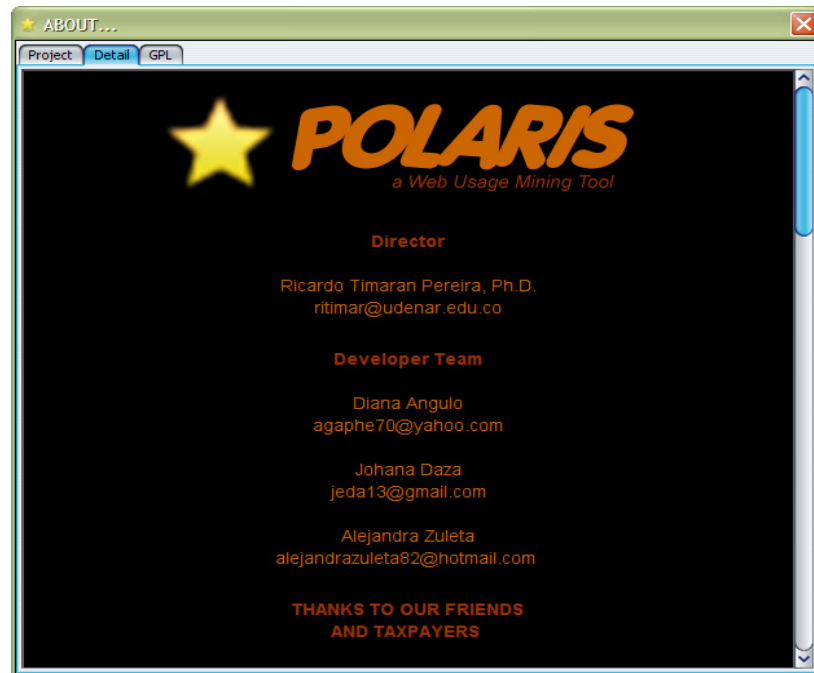 ABOUT...
Project Detail GPL
POLARIS
a Web Usage Mining Tool
Director
Ricardo Timaran Pereira, Ph.D.
ritimar@udenar.edu.co
Developer Team
Diana Angulo
agaphe70@yahoo.com
Johana Daza
jeda13@gmail.com
Alejandra Zuleta
alejandrazuleta82@hotmail.com
THANKS TO OUR FRIENDS
AND TAXPAYERS